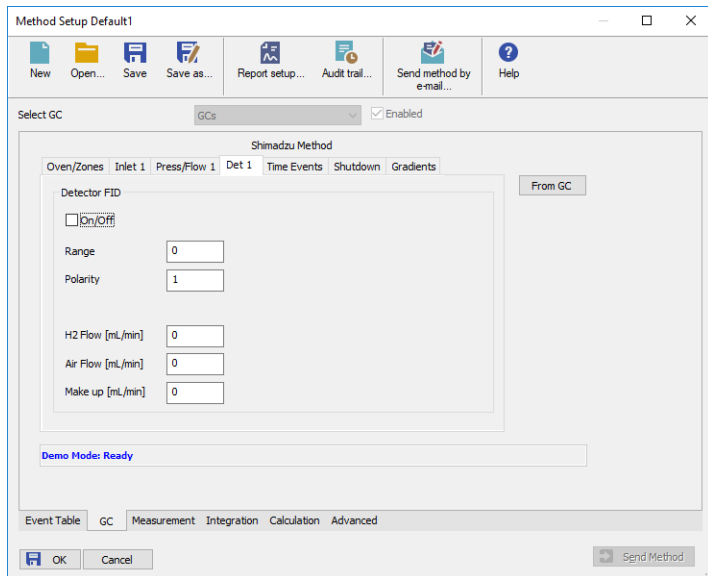 Method Setup Default1
New Open... Save Save as... Report setup... Audit trail... Send method by e-mail... Help
Select GC GCs Enabled
Shimadzu Method
Oven/Zones Inlet 1 Press/Flow 1 Det 1 Time Events Shutdown Gradients
From GC
Detector FID
On/Off
Range 0
Polarity 1
H2 Flow [mL/min] 0
Air Flow [mL/min] 0
Make up [mL/min] 0
Demo Mode: Ready
Event Table GC Measurement Integration Calculation Advanced
OK Cancel Send Method